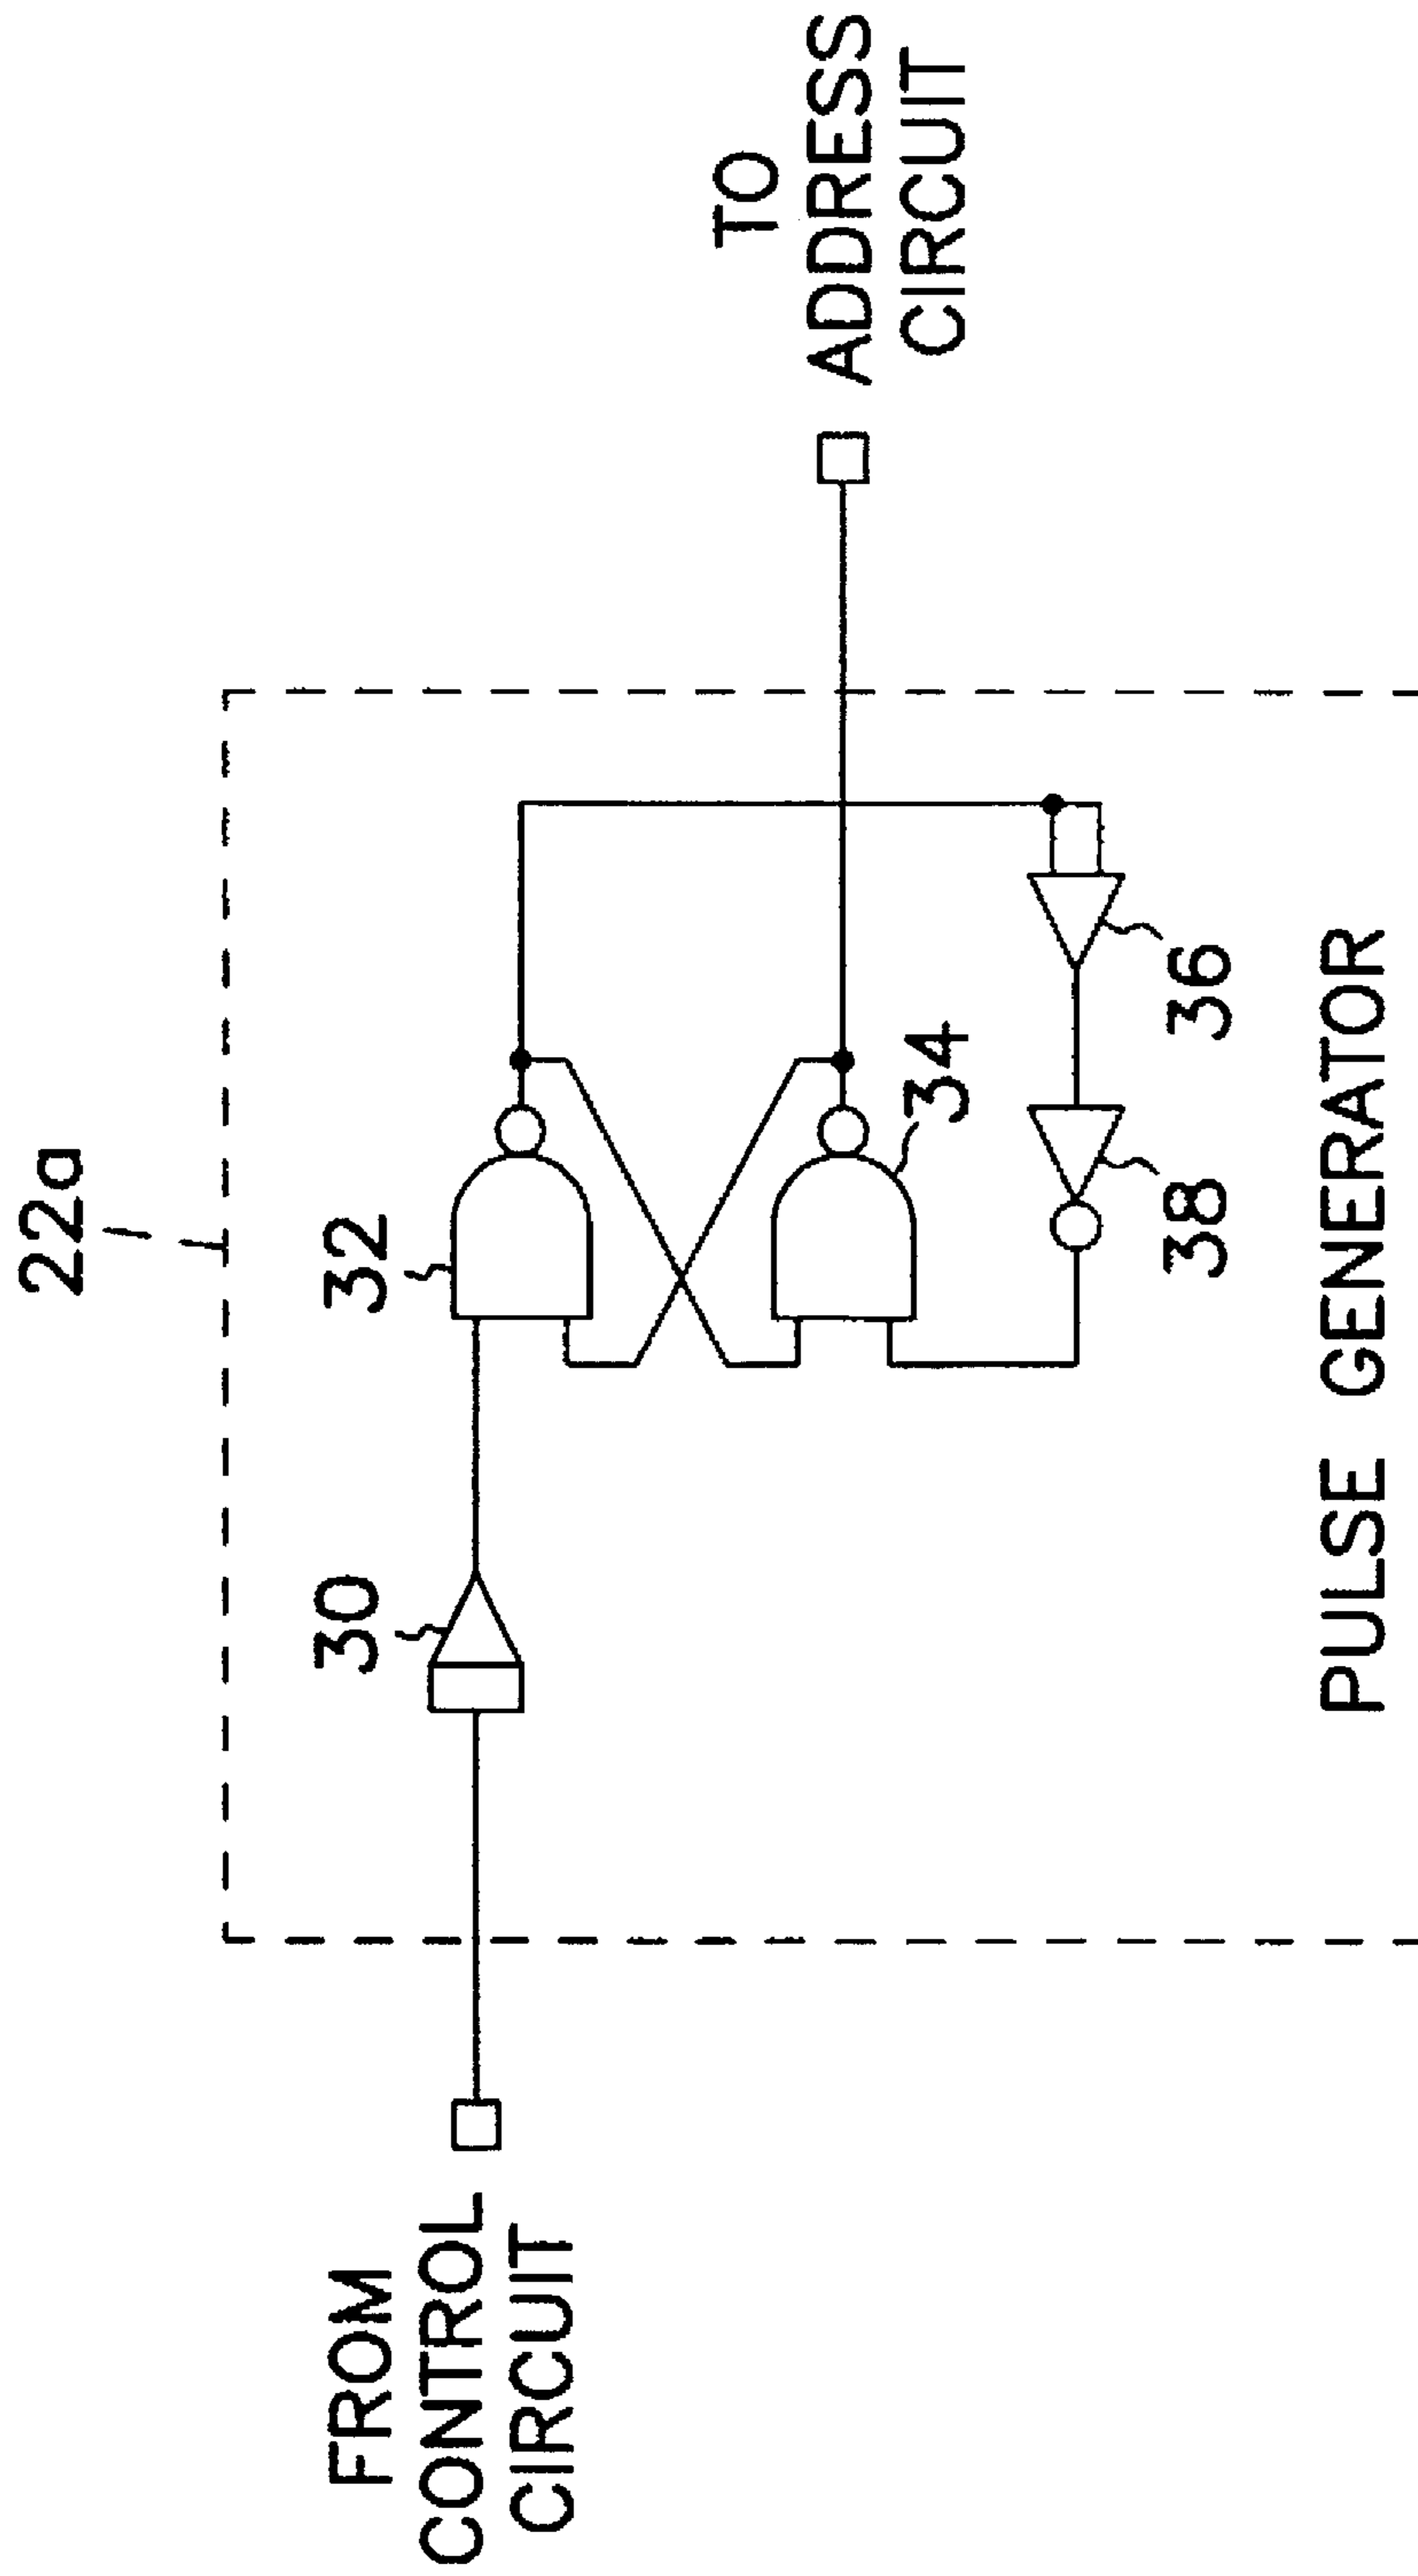 22a
FROM
CONTROL
CIRCUIT
30
32
34
36
38
TO
ADDRESS
CIRCUIT
PULSE GENERATOR